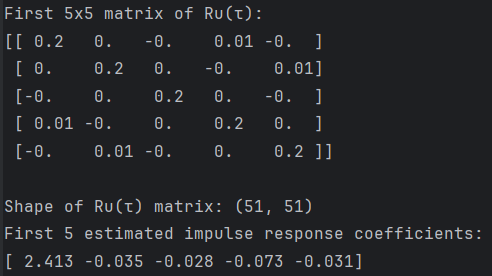 First 5x5 matrix of Ru(τ):
[[ 0.2   0.   -0.    0.01 -0.  ]
 [ 0.    0.2   0.   -0.    0.01]
 [-0.    0.    0.2   0.   -0.  ]
 [ 0.01 -0.    0.    0.2   0.  ]
 [-0.    0.01 -0.    0.    0.2 ]]
Shape of Ru(τ) matrix: (51, 51)
First 5 estimated impulse response coefficients:
[ 2.413 -0.035 -0.028 -0.073 -0.031]